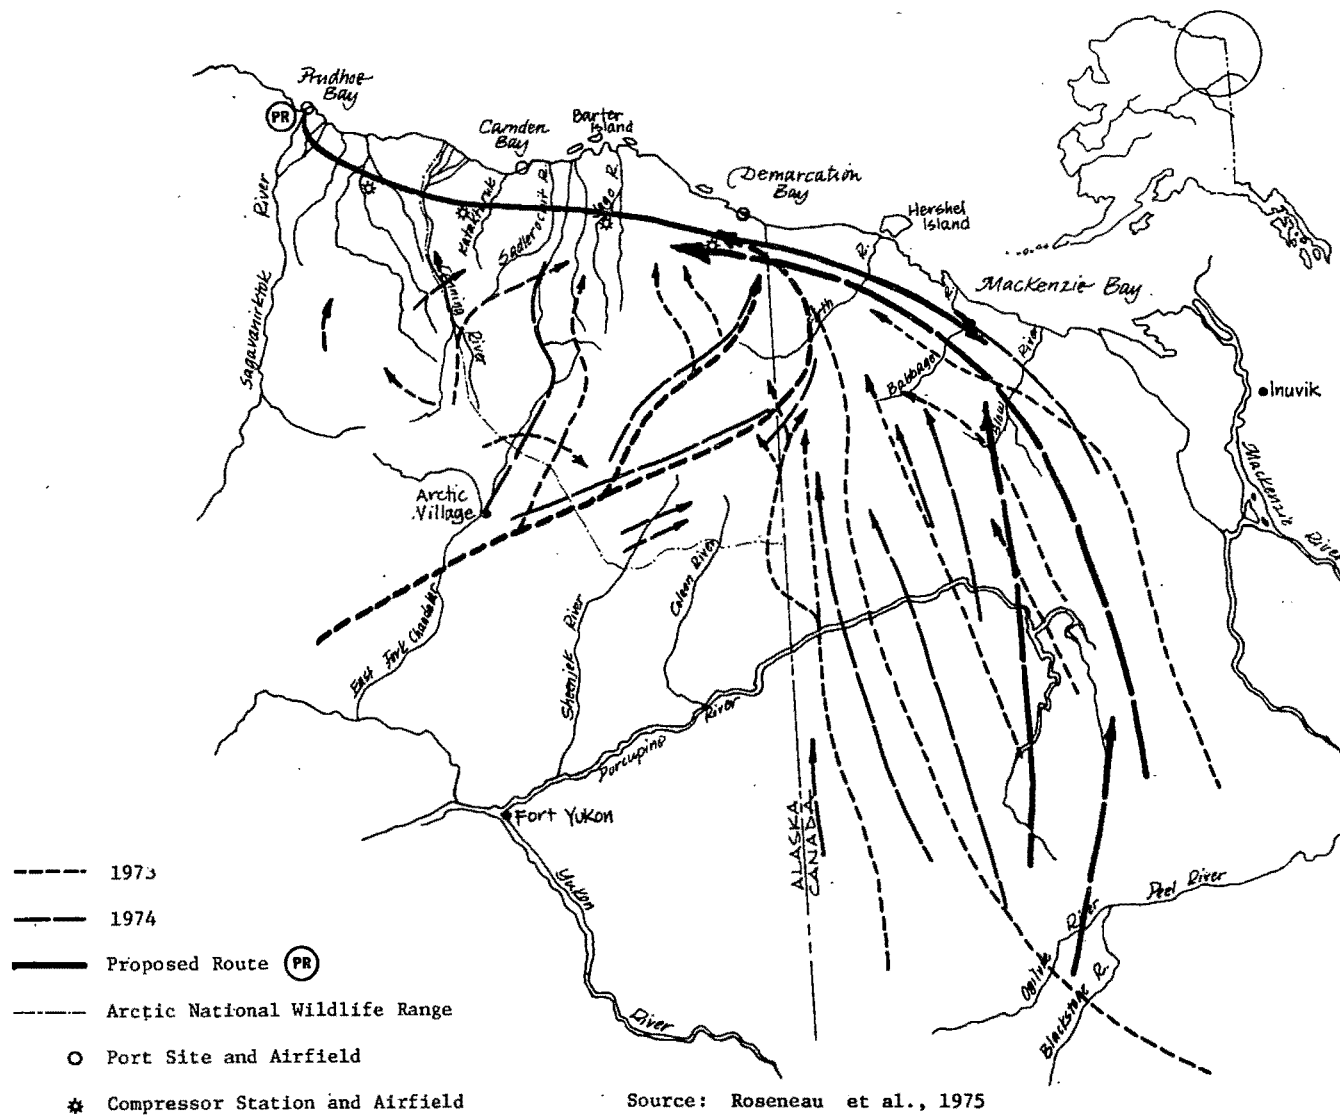 Prudhoe
Bay
PR
Camden
Bay
Barter
Island
Demarcation
Bay
Hershel
Island
Mackenzie Bay
Inuvik
Mackenzie
River
Sagavanirktok
River
Canning
River
Katakturuk
Sadlerochit R.
R.
R.
R.
Babbage
Blow
River
Arctic
Village
East Fork Chandalar
Sheenjek River
Coleen River
Porcupine River
Fort Yukon
Yukon
River
ALASKA
CANADA
Peel River
Ogilvie River
Blackstone R.
1973
1974
Proposed Route PR
Arctic National Wildlife Range
Port Site and Airfield
Compressor Station and Airfield
Source: Roseneau et al., 1975